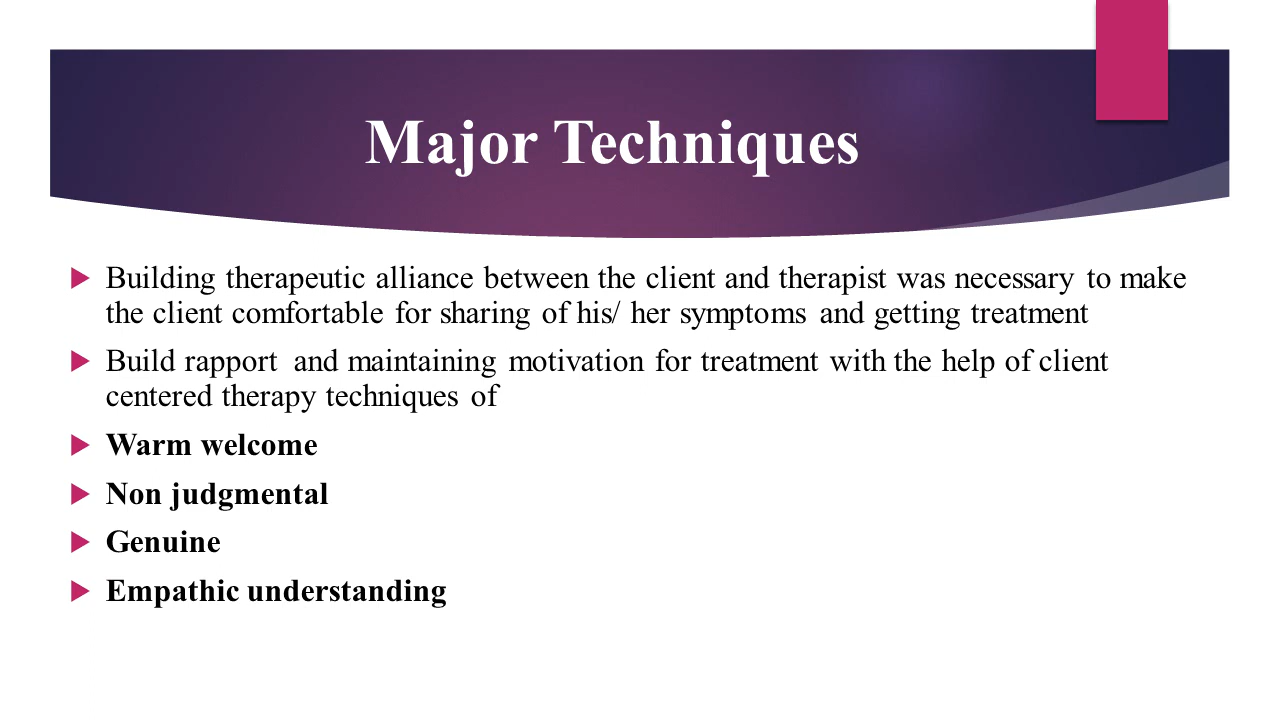 Major Techniques
Building therapeutic alliance between the client and therapist was necessary to make
the client comfortable for sharing of his/ her symptoms and getting treatment
Build rapport and maintaining motivation for treatment with the help of client
centered therapy techniques of
Warm welcome
Non judgmental
Genuine
Empathic understanding